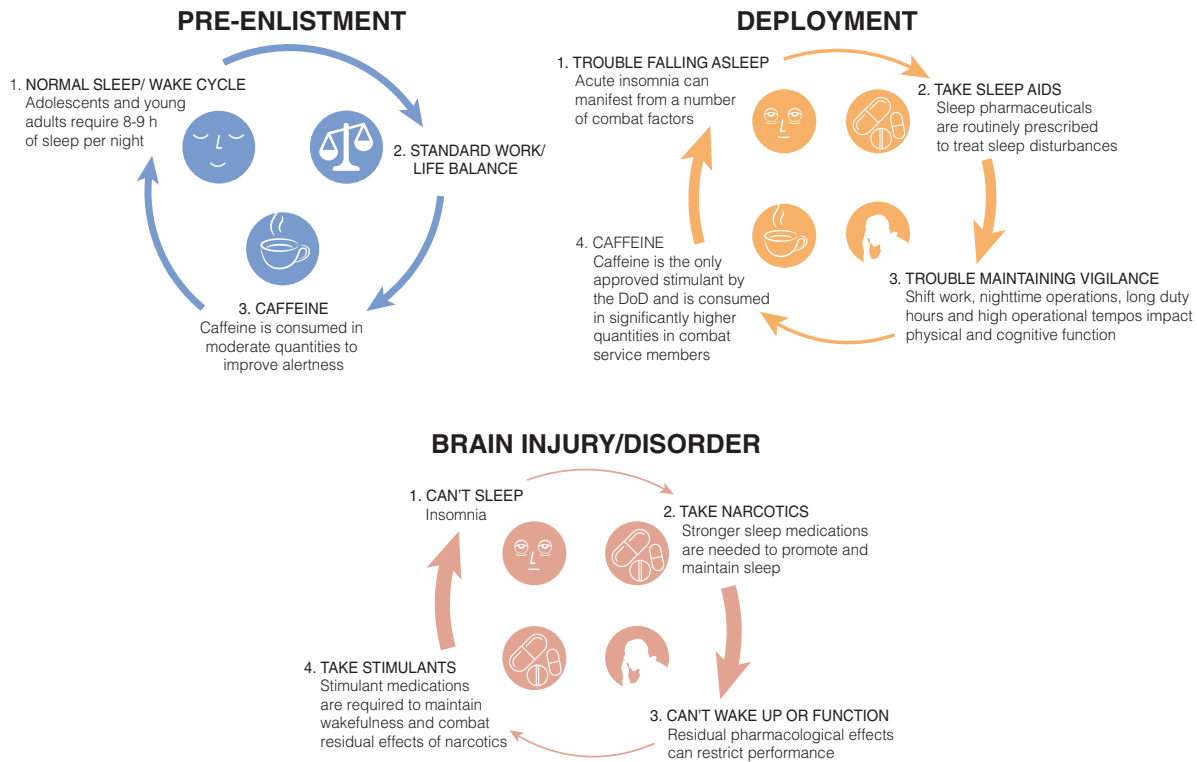 PRE-ENLISTMENT
1. NORMAL SLEEP/ WAKE CYCLE
Adolescents and young
adults require 8-9 h
of sleep per night
2. STANDARD WORK/
LIFE BALANCE
3. CAFFEINE
Caffeine is consumed in
moderate quantities to
improve alertness
DEPLOYMENT
1. TROUBLE FALLING ASLEEP
Acute insomnia can
manifest from a number
of combat factors
2. TAKE SLEEP AIDS
Sleep pharmaceuticals
are routinely prescribed
to treat sleep disturbances
3. TROUBLE MAINTAINING VIGILANCE
Shift work, nighttime operations, long duty
hours and high operational tempos impact
physical and cognitive function
4. CAFFEINE
Caffeine is the only
approved stimulant by
the DoD and is consumed
in significantly higher
quantities in combat
service members
BRAIN INJURY/DISORDER
1. CAN'T SLEEP
Insomnia
2. TAKE NARCOTICS
Stronger sleep medications
are needed to promote and
maintain sleep
3. CAN'T WAKE UP OR FUNCTION
Residual pharmacological effects
can restrict performance
4. TAKE STIMULANTS
Stimulant medications
are required to maintain
wakefulness and combat
residual effects of narcotics